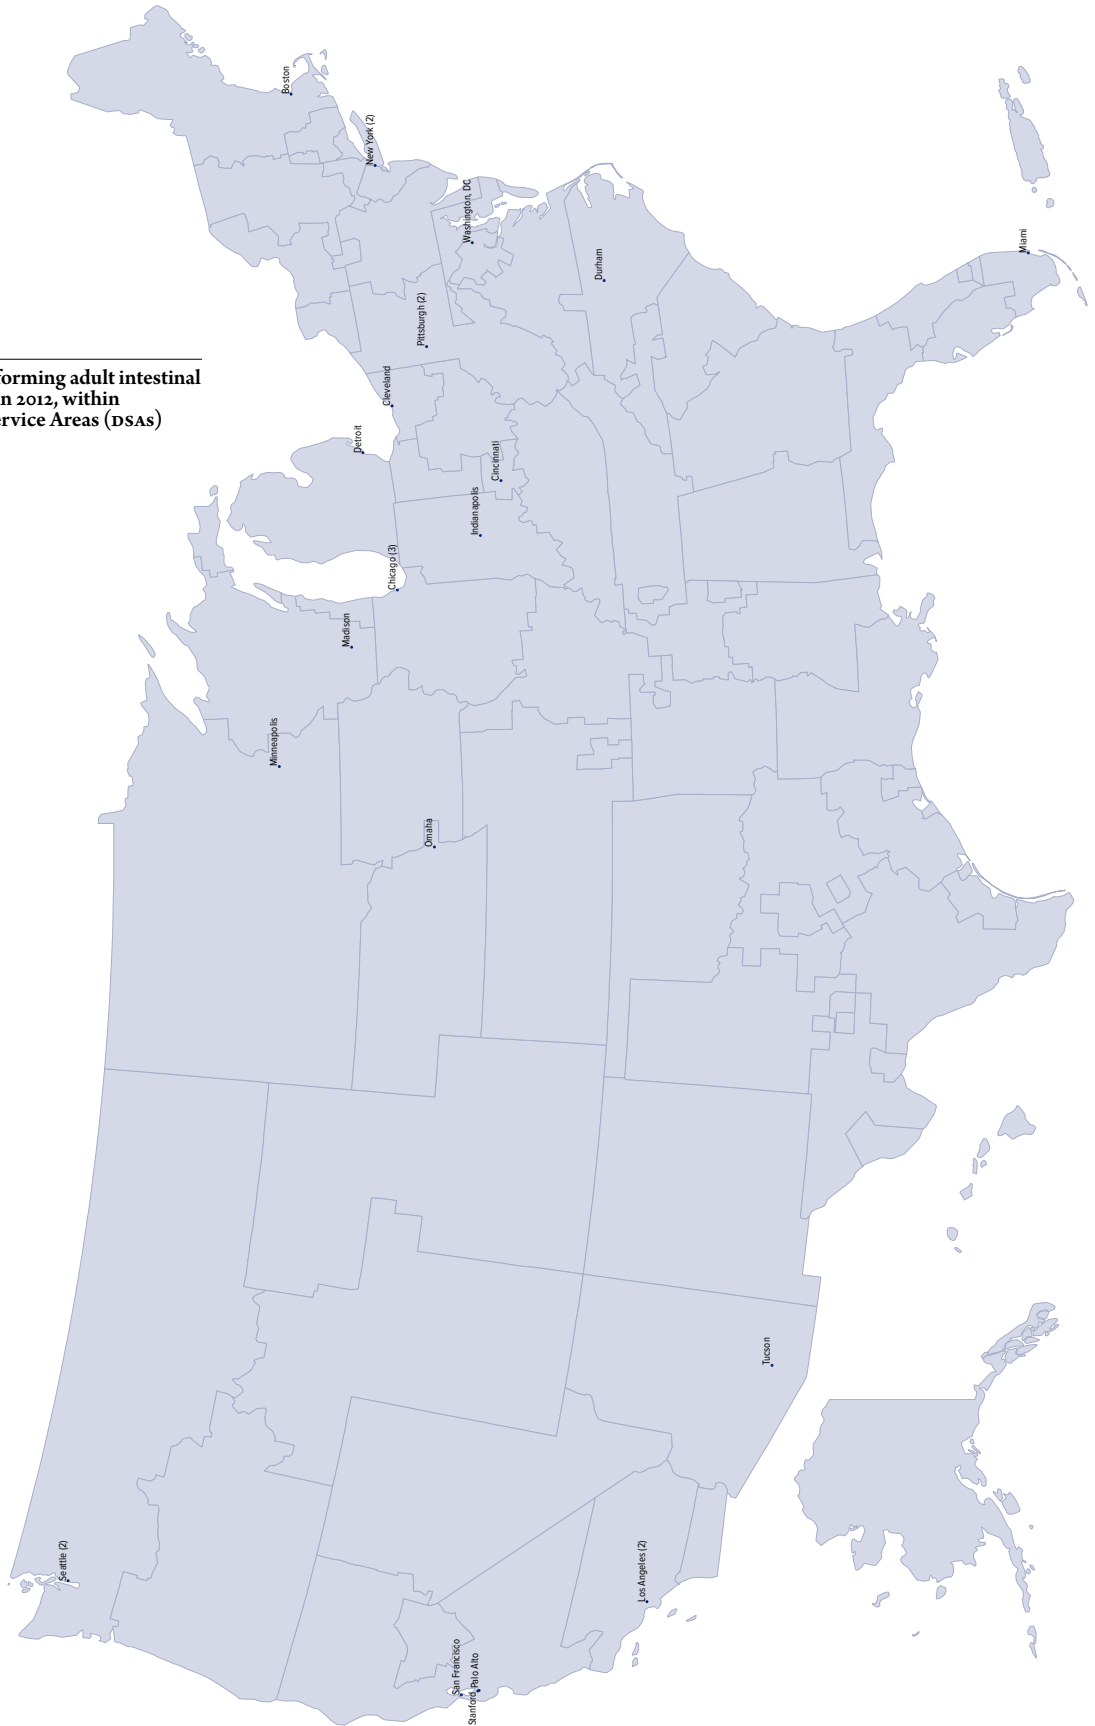 forming adult intestinal
in 2012, within
ervice Areas (DSAs)
Boston
New York (2)
Washington, DC
Durham
Miami
Pittsburgh (2)
Cleveland
Detroit
Cincinnati
Indianapolis
Chicago (3)
Madison
Minneapolis
Omaha
Tucson
Seattle (2)
Los Angeles (2)
San Francisco
Stanford, Palo Alto